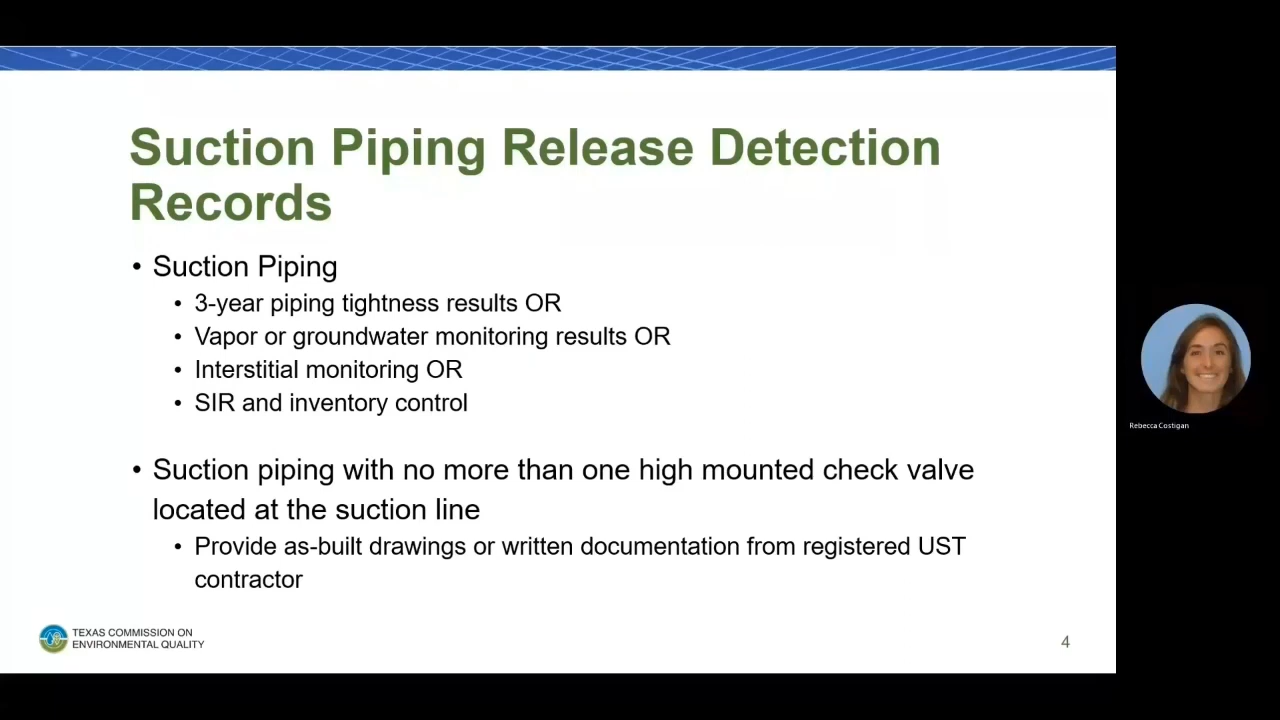 Suction Piping Release Detection
Records
• Suction Piping
• 3-year piping tightness results OR
• Vapor or groundwater monitoring results OR
• Interstitial monitoring OR
• SIR and inventory control
• Suction piping with no more than one high mounted check valve
located at the suction line
• Provide as-built drawings or written documentation from registered UST
contractor
TEXAS COMMISSION ON
ENVIRONMENTAL QUALITY
4
Rebecca Costigan